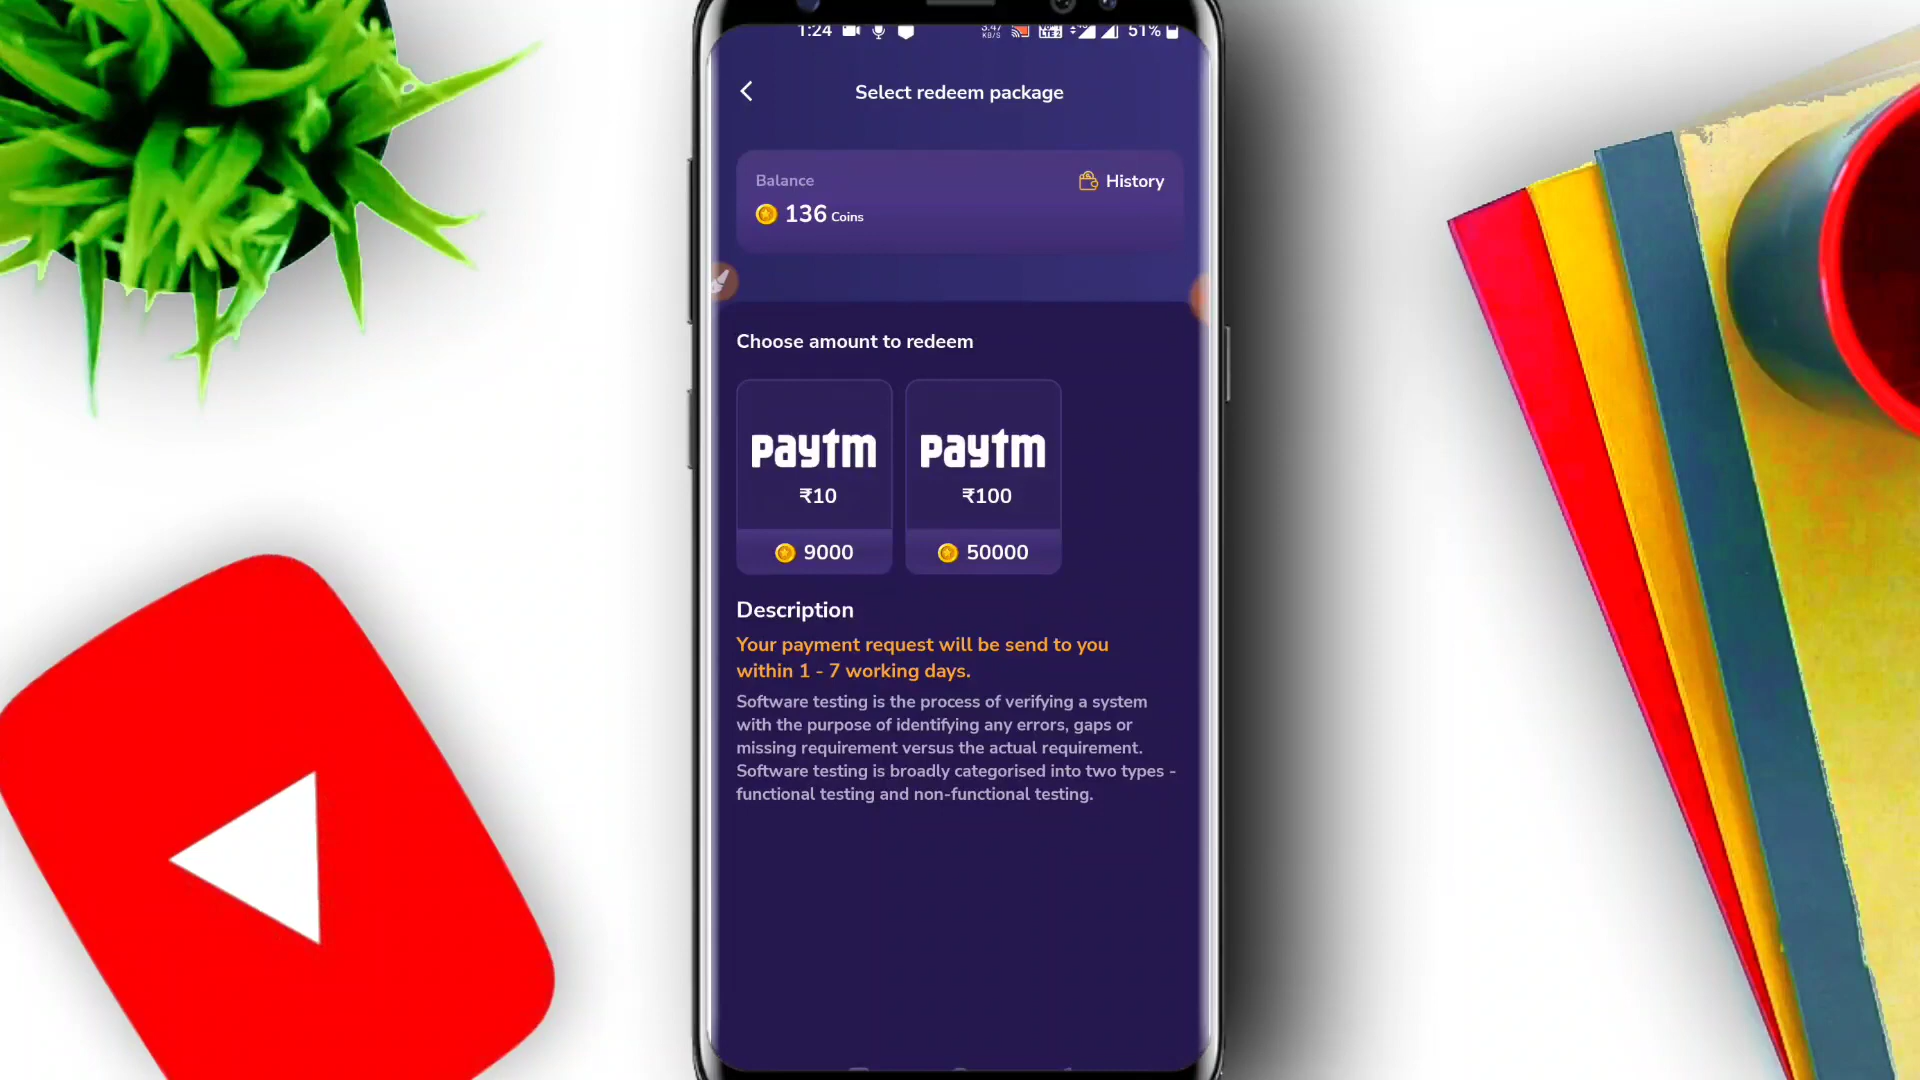 1:24 51%
Select redeem package
Balance
History
136 Coins
Choose amount to redeem
paytm paytm
₹10 ₹100
9000 50000
Description
Your payment request will be send to you
within 1 - 7 working days.
Software testing is the process of verifying a system
with the purpose of identifying any errors, gaps or
missing requirement versus the actual requirement.
Software testing is broadly categorised into two types -
functional testing and non-functional testing.